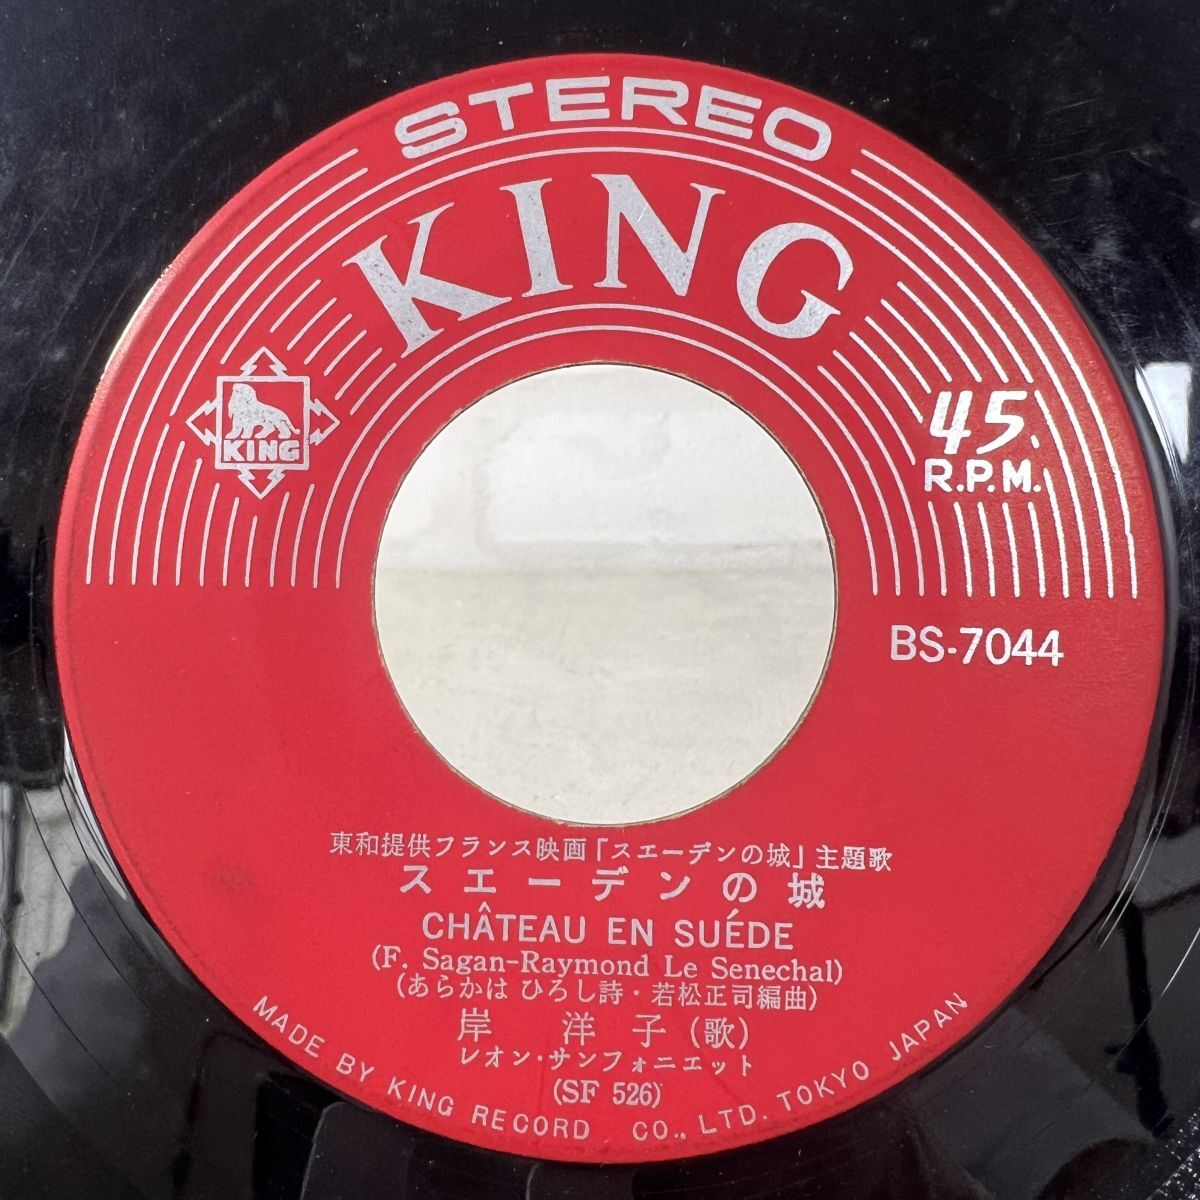 STEREO
KING
KING
45
R.P.M.
BS-7044
東和提供フランス映画「スエーデンの城」主題歌
スエーデンの城
CHÂTEAU EN SUÉDE
(F. Sagan-Raymond Le Senechal)
(あらかは ひろし詩・若松正司編曲)
岸 洋子(歌)
レオン・サンフォニエット
(SF 526)
MADE BY KING RECORD CO., LTD. TOKYO JAPAN